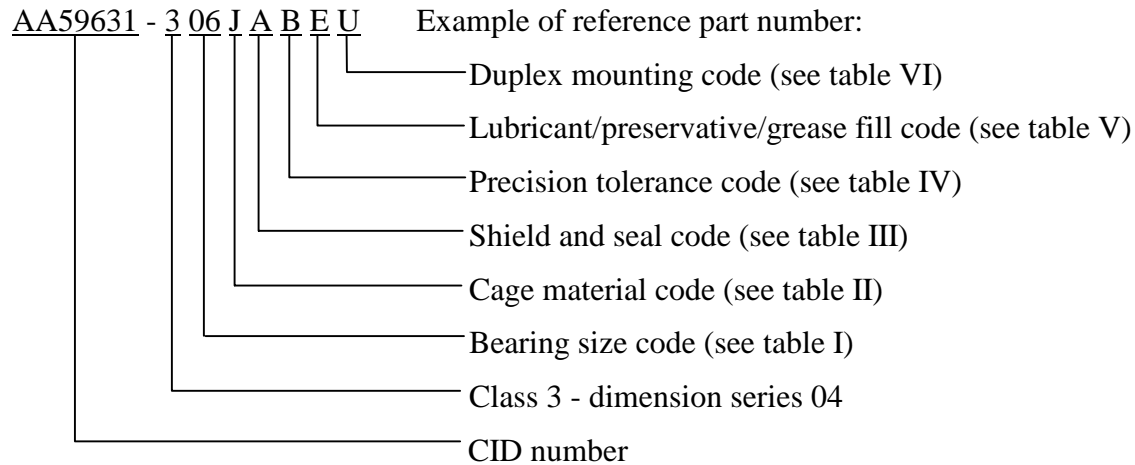 AA59631 - 3 06 J A B E U Example of reference part number:
Duplex mounting code (see table VI)
Lubricant/preservative/grease fill code (see table V)
Precision tolerance code (see table IV)
Shield and seal code (see table III)
Cage material code (see table II)
Bearing size code (see table I)
Class 3 - dimension series 04
CID number